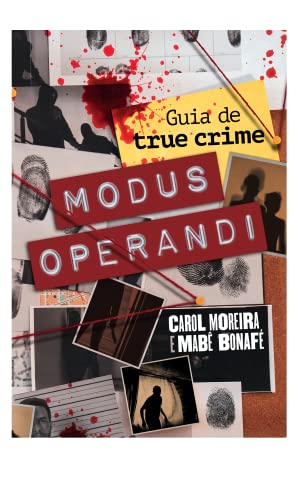 Guia de
true crime
MODUS
OPERANDI
CAROL MOREIRA
E MABÊ BONAFÉ